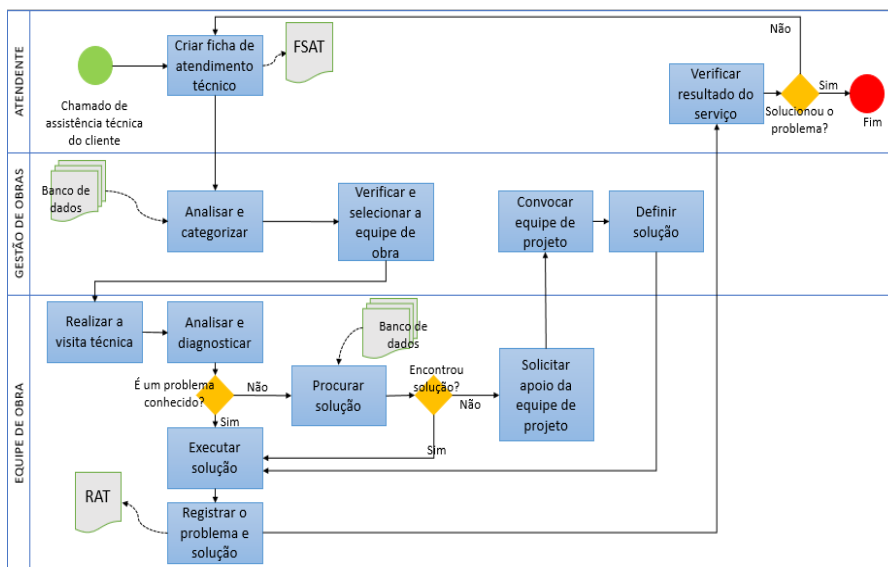 ATENDENTE
Criar ficha de
atendimento
técnico
FSAT
Chamado de
assistência técnica
do cliente
Verificar
resultado do
serviço
Não
Sim
Solucionou o
problema?
Fim
GESTÃO DE OBRAS
Banco de
dados
Analisar e
categorizar
Verificar e
selecionar a
equipe de
obra
Convocar
equipe de
projeto
Definir
solução
EQUIPE DE OBRA
Realizar a
visita técnica
Analisar e
diagnosticar
É um problema
conhecido?
Não
Sim
Procurar
solução
Banco de
dados
Encontrou
solução?
Não
Sim
Solicitar
apoio da
equipe de
projeto
Executar
solução
Registrar o
problema e
solução
RAT